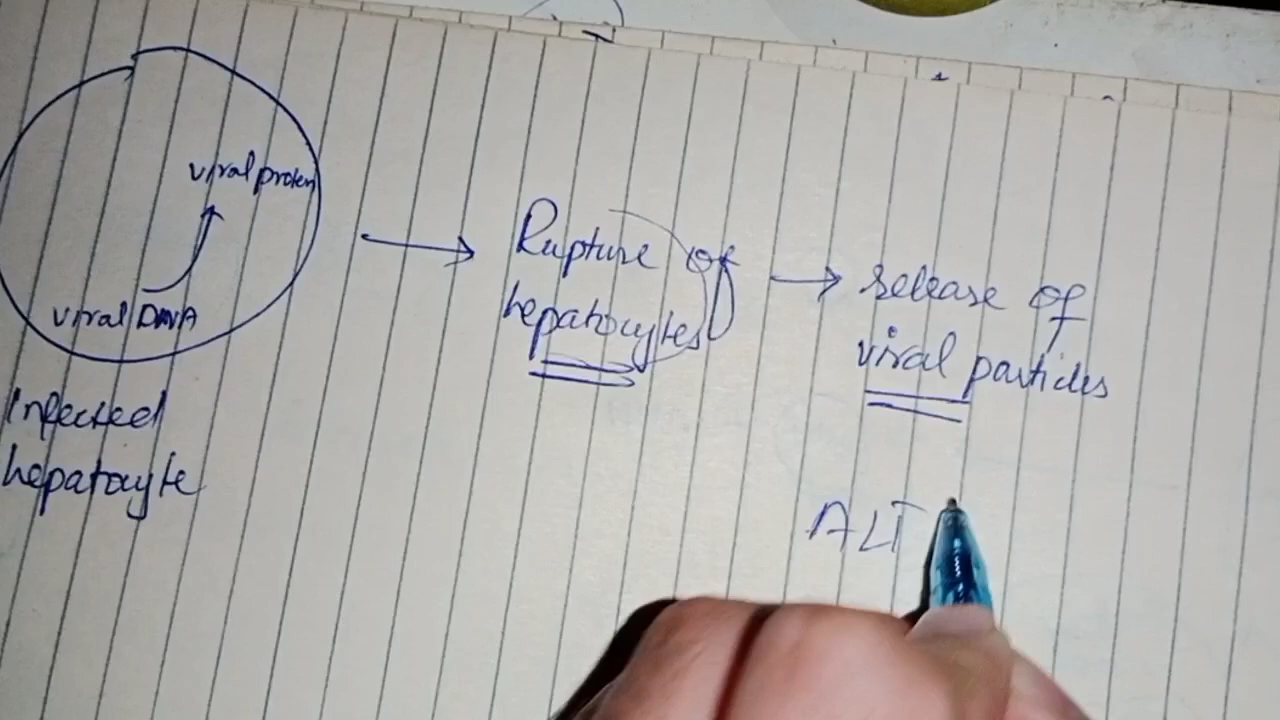 viral protein
viral DNA
Infected
hepatocyte
Rupture of
hepatocytes
release of
viral particles
ALT